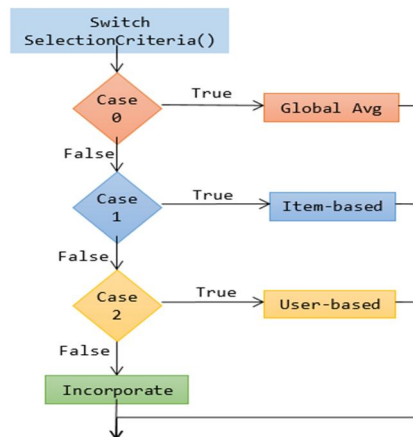 Switch
SelectionCriteria()
Case
0
True
Global Avg
False
Case
1
True
Item-based
False
Case
2
True
User-based
False
Incorporate